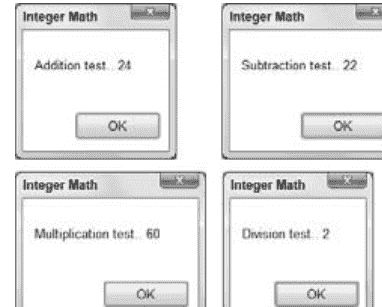 Integer Math
Addition test.. 24
OK
Integer Math
Subtraction test.. 22
OK
Integer Math
Multiplication test.. 60
OK
Integer Math
Division test.. 2
OK